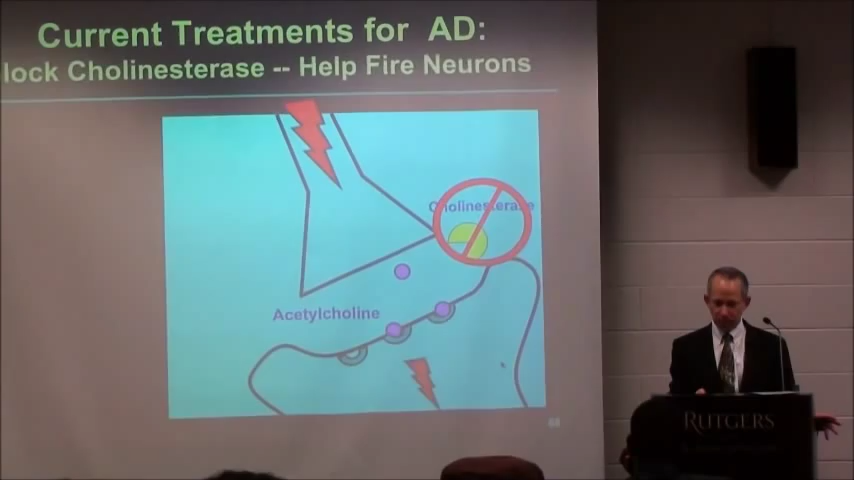 Current Treatments for AD:
lock Cholinesterase -- Help Fire Neurons
Cholinesterase
Acetylcholine
RUTGERS